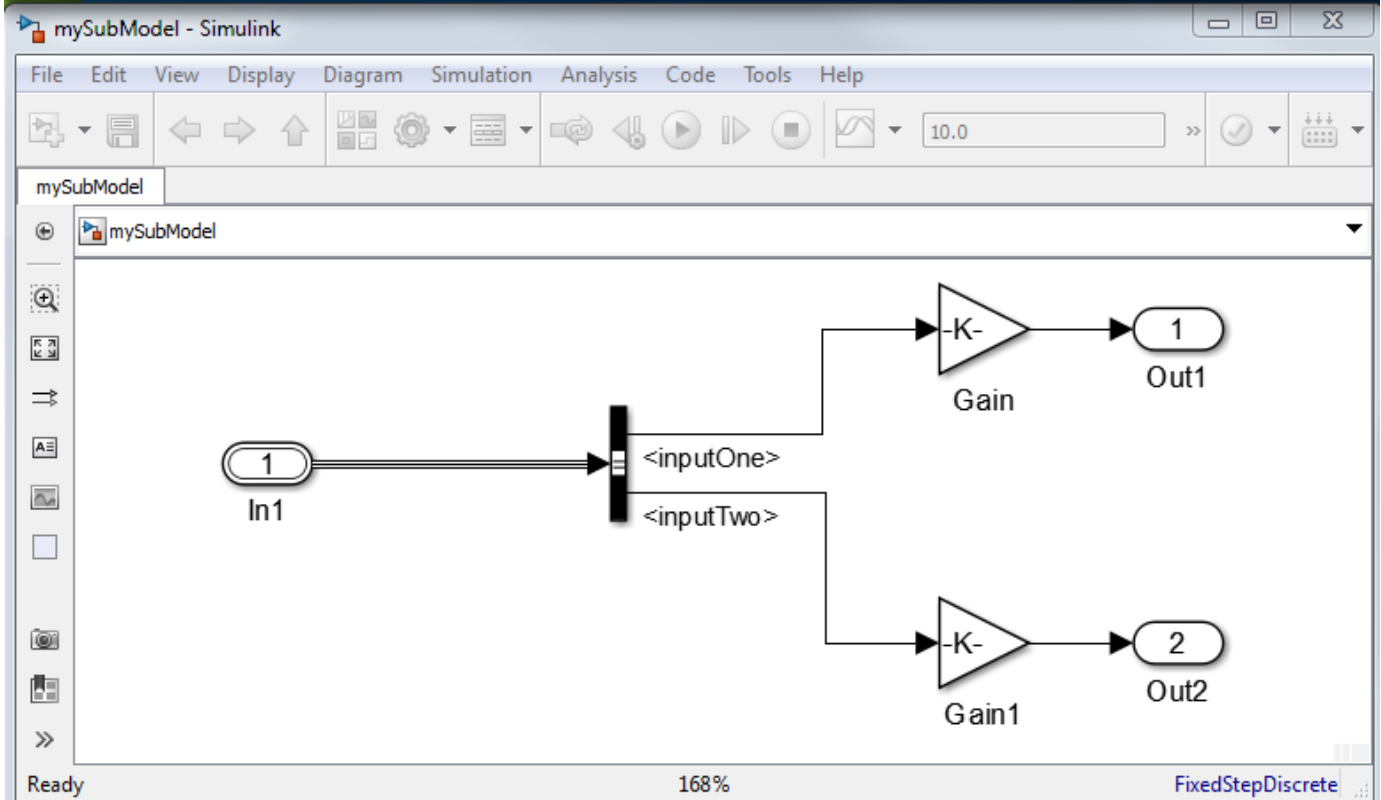 mySubModel - Simulink
File Edit View Display Diagram Simulation Analysis Code Tools Help
10.0 »
mySubModel
mySubModel
-K-
1
Gain
Out1
1
<inputOne>
In1
<inputTwo>
-K-
2
Gain1
Out2
Ready 168% FixedStepDiscrete